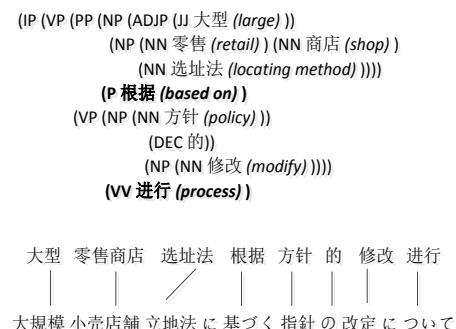 (IP (VP (PP (NP (ADJP (JJ 大型 (large) ))
(NP (NN 零售 (retail) ) (NN 商店 (shop) )
(NN 选址法 (locating method) ))))
(P 根据 (based on) )
(VP (NP (NN 方针 (policy) ))
(DEC 的))
(NP (NN 修改 (modify) ))))
(VV 进行 (process) )
大型 零售商店 选址法 根据 方针 的 修改 进行
大規模 小売店舗 立地法 に 基づく 指針 の 改定 に ついて